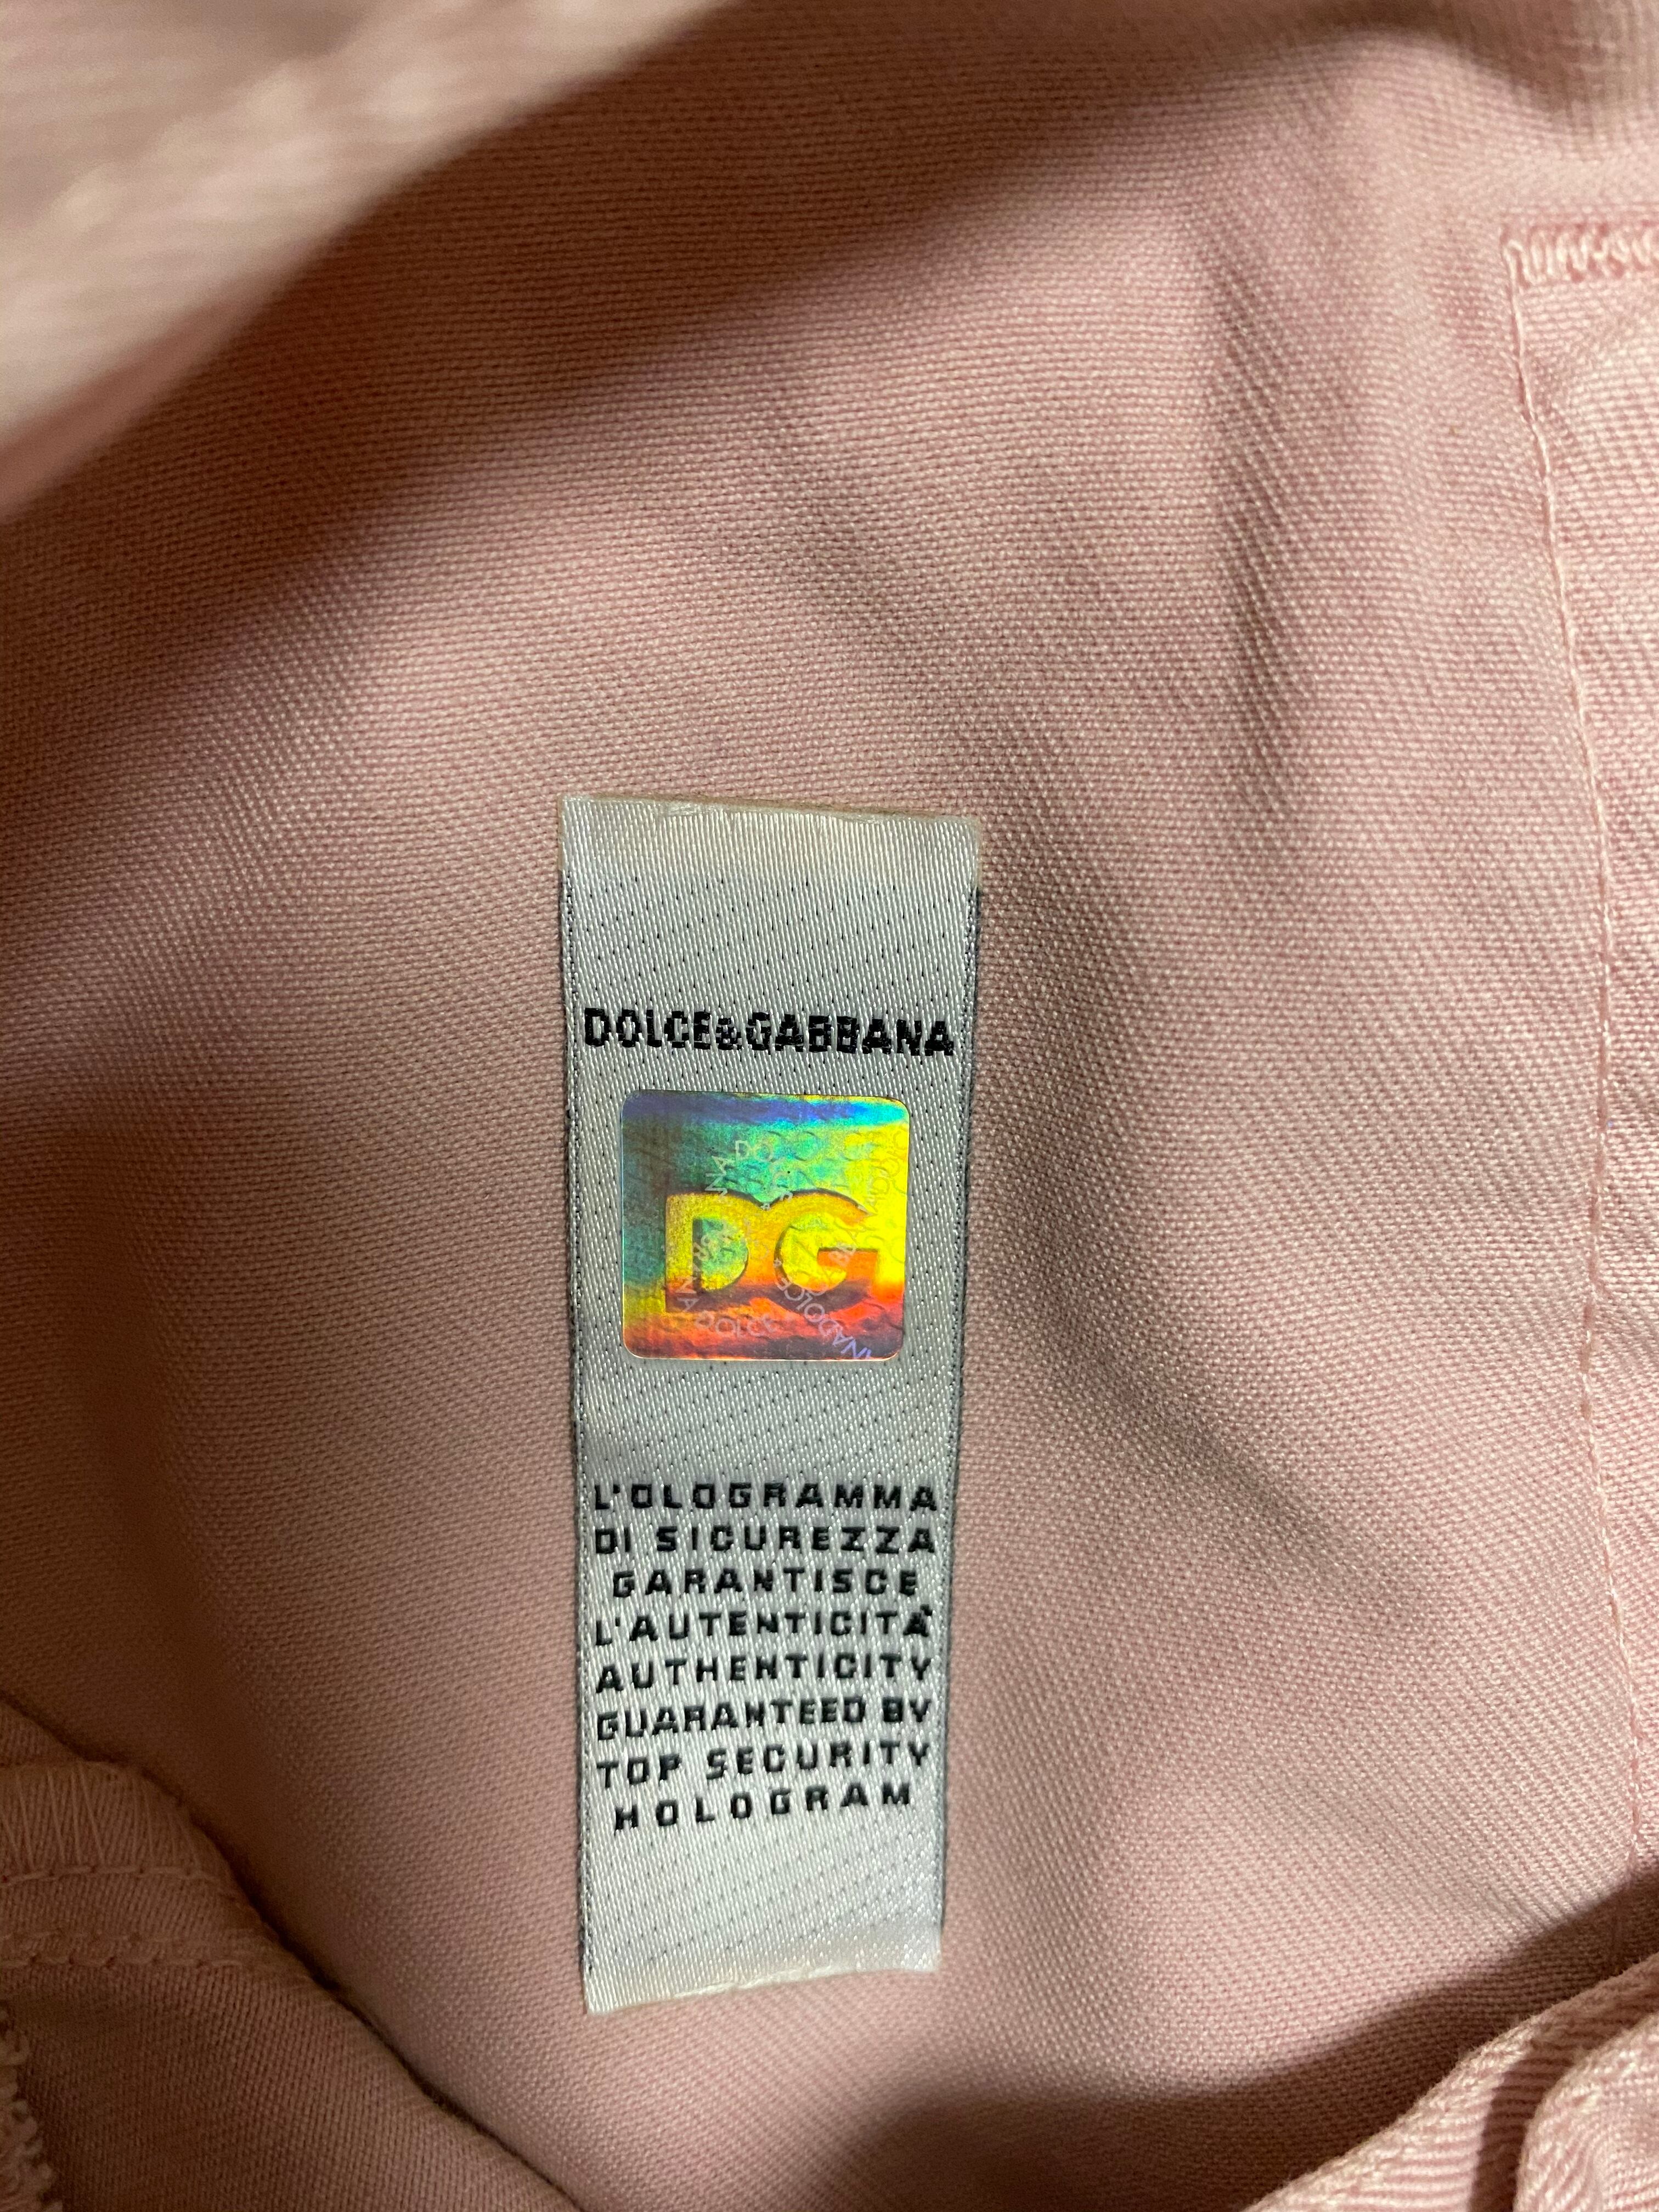 DOLCE&GABBANA
DG
L'OLOGRAMMA
DI SICUREZZA
GARANTISCE
L'AUTENTICITÀ
AUTHENTICITY
GUARANTEED BY
TOP SECURITY
HOLOGRAM